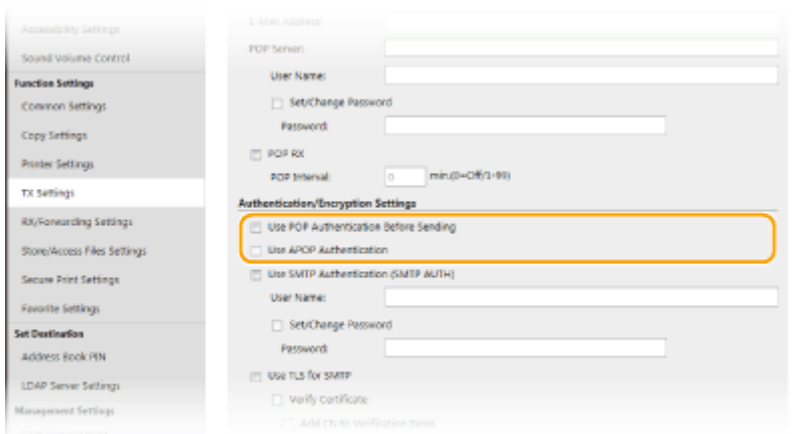 Accessibility Settings
Sound Volume Control
Function Settings
Common Settings
Copy Settings
Printer Settings
TX Settings
RX/Forwarding Settings
Store/Access Files Settings
Secure Print Settings
Favorite Settings
Set Destination
Address Book PIN
LDAP Server Settings
Management Settings
E-Mail Address:
POP Server:
User Name:
Set/Change Password
Password:
POP RX
POP Interval: 0 min.(0=Off/1-99)
Authentication/Encryption Settings
Use POP Authentication Before Sending
Use APOP Authentication
Use SMTP Authentication (SMTP AUTH)
User Name:
Set/Change Password
Password:
Use TLS for SMTP
Verify Certificate
Add CN to Verification Items